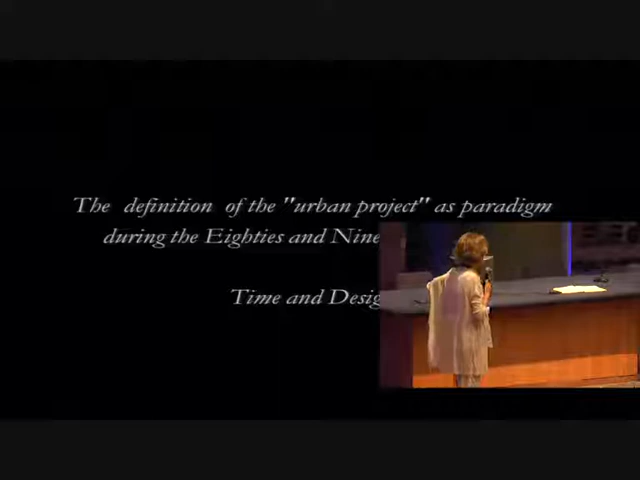 The definition of the "urban project" as paradigm
during the Eighties and Nine
Time and Desig